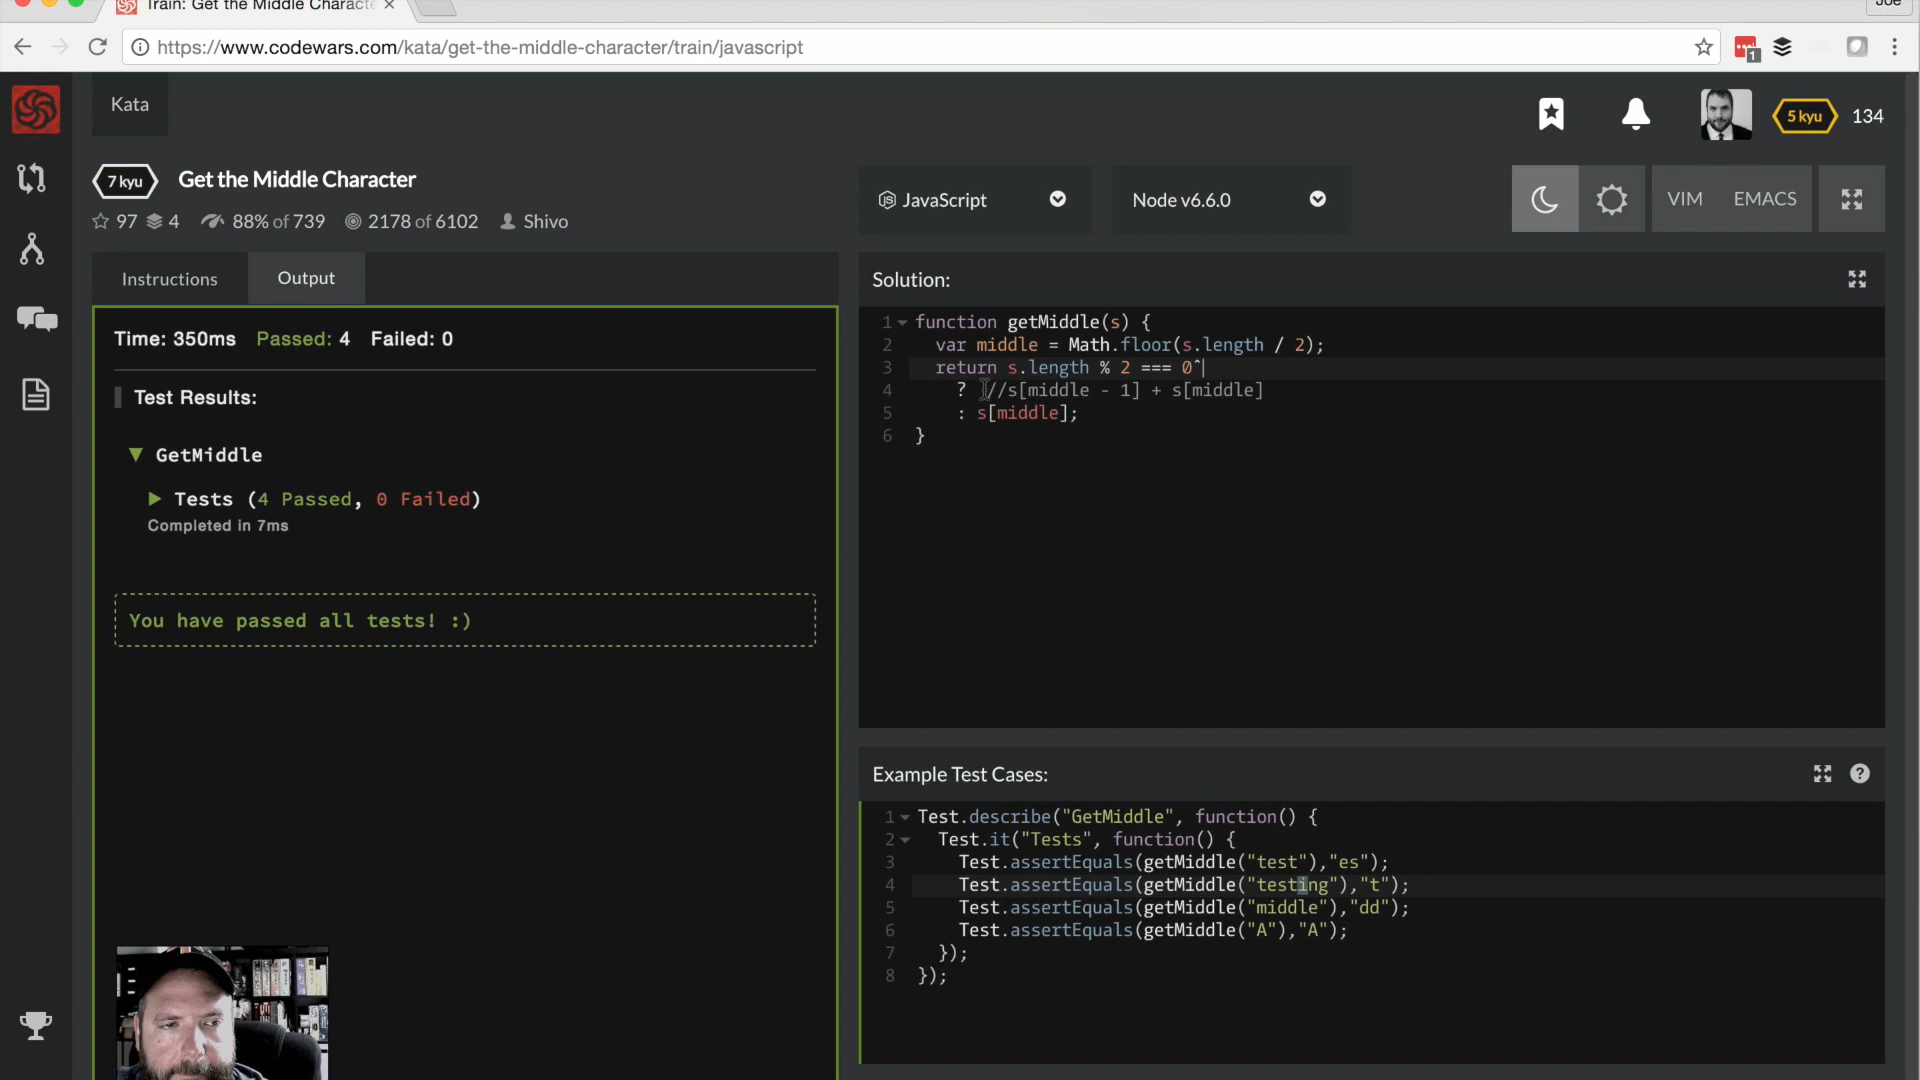 Joe
Train: Get the Middle Characte
https://www.codewars.com/kata/get-the-middle-character/train/javascript
1
Kata
5 kyu
134
7 kyu
Get the Middle Character
97
4
88% of 739
2178 of 6102
Shivo
JavaScript
Node v6.6.0
VIM
EMACS
Instructions
Output
Time: 350ms Passed: 4 Failed: 0
Test Results:
GetMiddle
Tests (4 Passed, 0 Failed)
Completed in 7ms
You have passed all tests! :)
Solution:
1 function getMiddle(s) {
2 var middle = Math.floor(s.length / 2);
3 return s.length % 2 === 0ˆ
4 ? //s[middle - 1] + s[middle]
5 : s[middle];
6 }
Example Test Cases:
1 Test.describe("GetMiddle", function() {
2 Test.it("Tests", function() {
3 Test.assertEquals(getMiddle("test"),"es");
4 Test.assertEquals(getMiddle("testing"),"t");
5 Test.assertEquals(getMiddle("middle"),"dd");
6 Test.assertEquals(getMiddle("A"),"A");
7 });
8 });